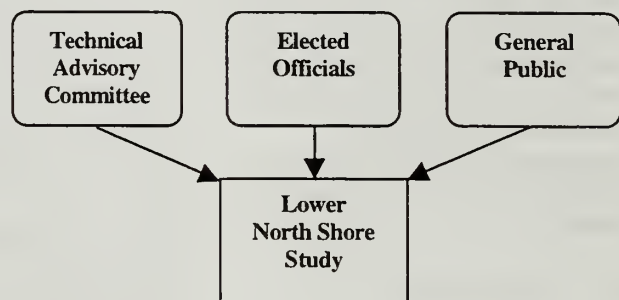 Technical
Advisory
Committee
Elected
Officials
General
Public
Lower
North Shore
Study